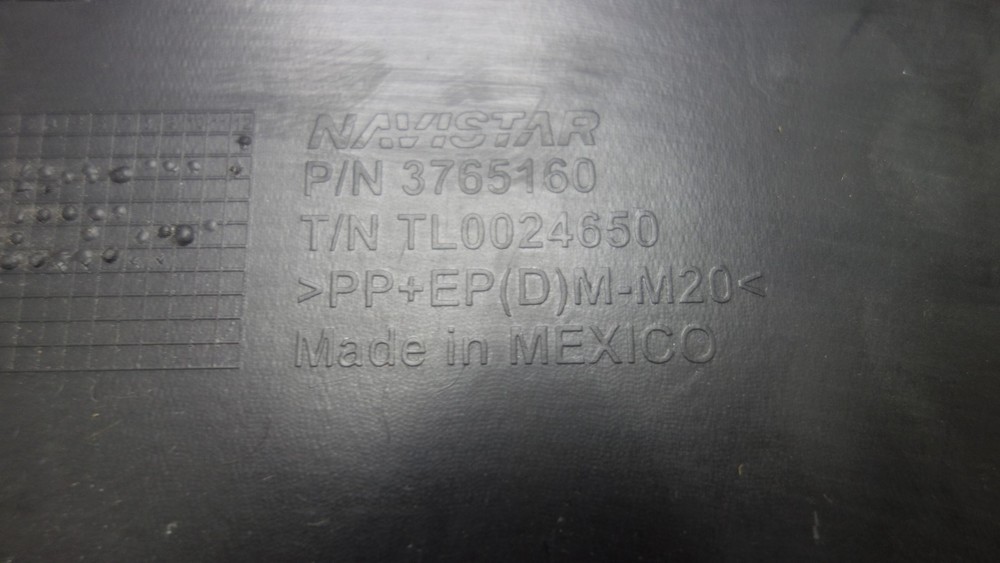 NAVISTAR
P/N 3765160
T/N TL0024650
>PP+EP(D)M-M20<
Made in MEXICO